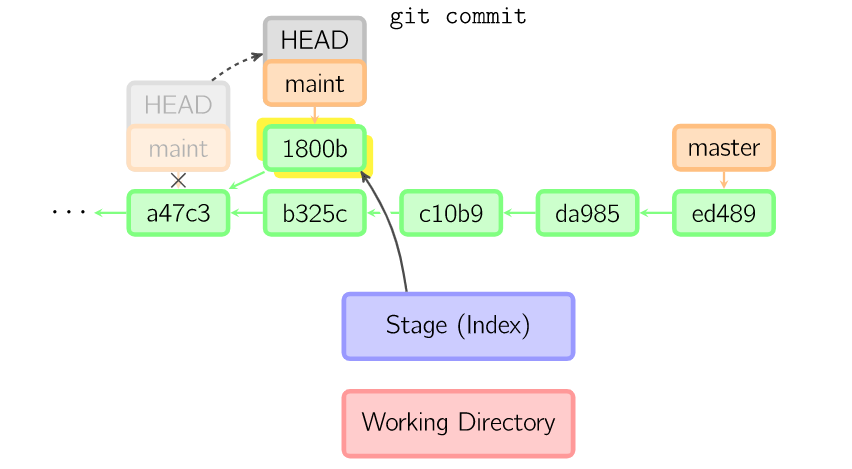 git commit
HEAD
maint
HEAD
maint
1800b
master
... a47c3 b325c c10b9 da985 ed489
Stage (Index)
Working Directory